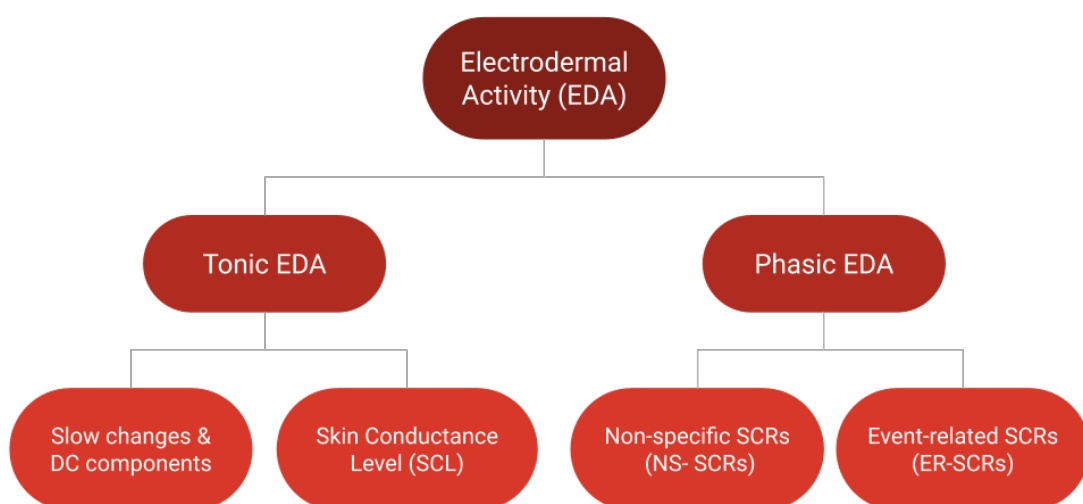 Electrodermal
Activity (EDA)
Tonic EDA
Phasic EDA
Slow changes &
DC components
Skin Conductance
Level (SCL)
Non-specific SCRs
(NS- SCRs)
Event-related SCRs
(ER-SCRs)